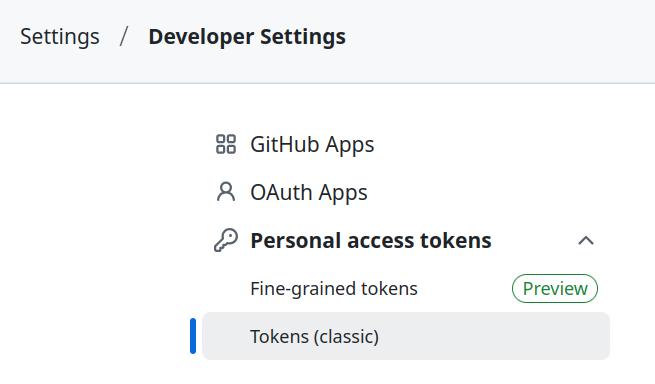 Settings / Developer Settings
GitHub Apps
OAuth Apps
Personal access tokens
Fine-grained tokens Preview
Tokens (classic)